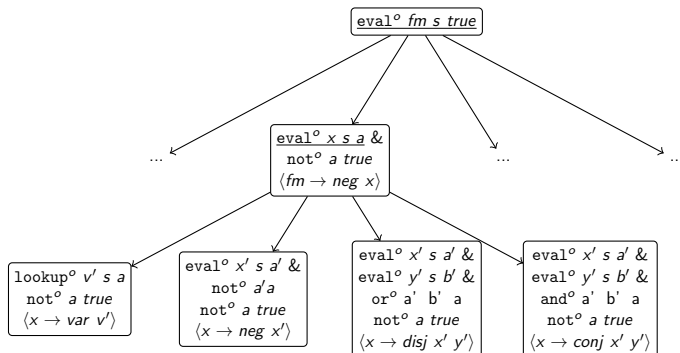 evalᵒ fm s true
...
evalᵒ x s a &
notᵒ a true
⟨fm → neg x⟩
...
..
lookupᵒ v′ s a
notᵒ a true
⟨x → var v′⟩
evalᵒ x′ s a′ &
notᵒ a′a
notᵒ a true
⟨x → neg x′⟩
evalᵒ x′ s a′ &
evalᵒ y′ s b′ &
orᵒ a' b' a
notᵒ a true
⟨x → disj x′ y′⟩
evalᵒ x′ s a′ &
evalᵒ y′ s b′ &
andᵒ a' b' a
notᵒ a true
⟨x → conj x′ y′⟩